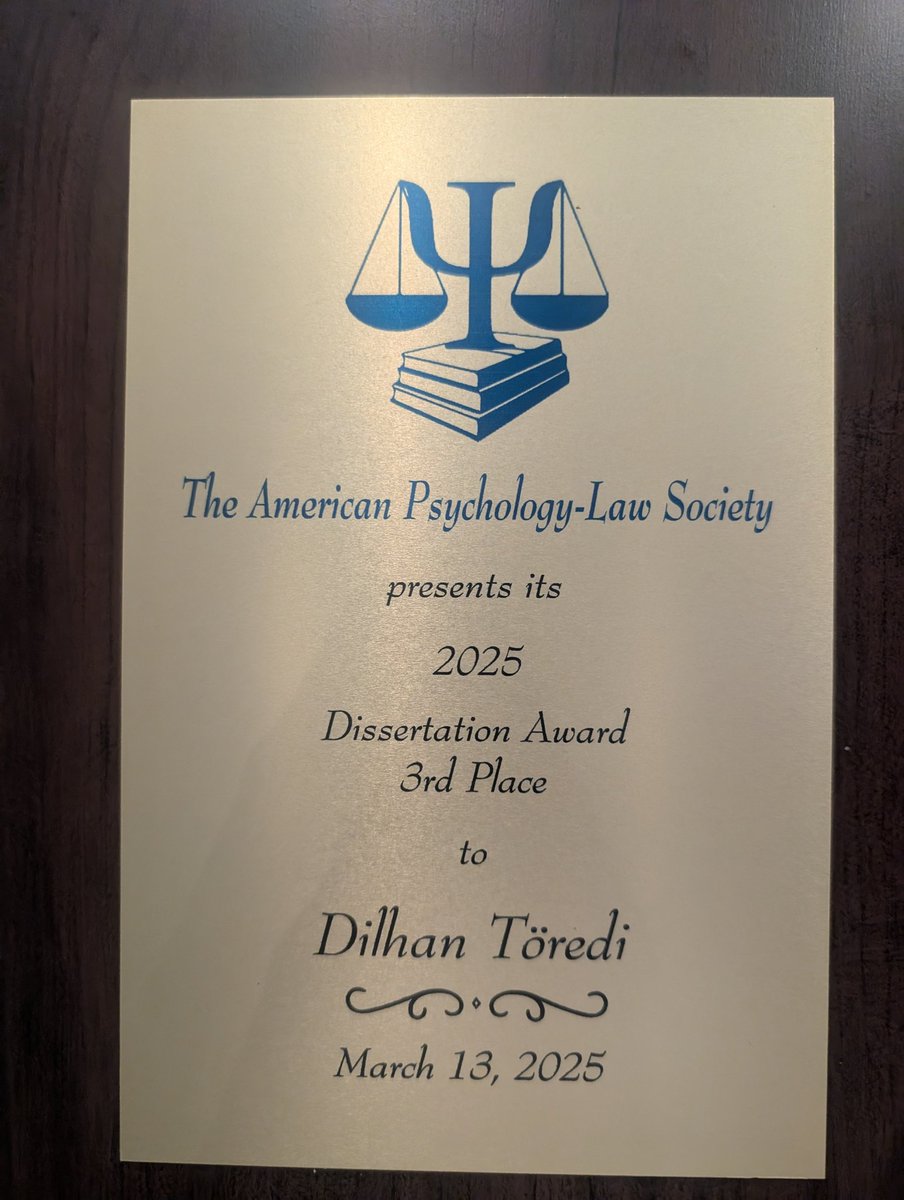 The American Psychology-Law Society
presents its
2025
Dissertation Award
3rd Place
to
Dilhan Töredi
March 13, 2025